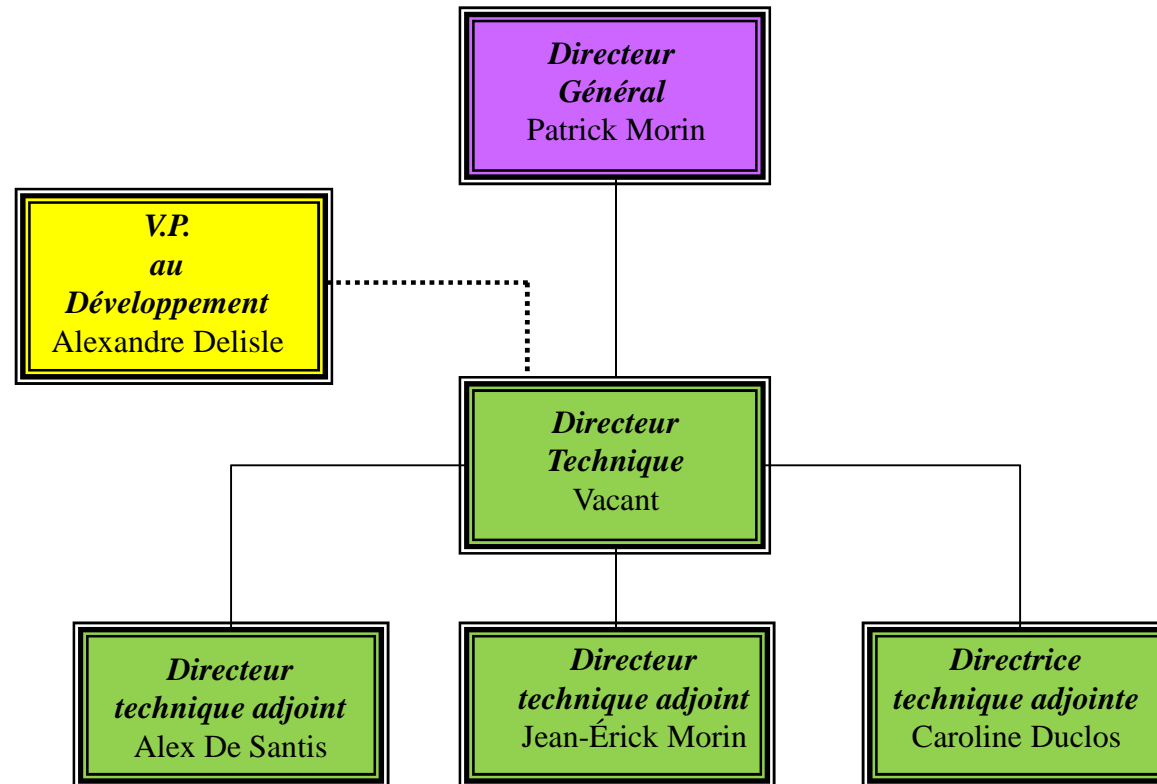 Directeur
Général
Patrick Morin
V.P.
au
Développement
Alexandre Delisle
Directeur
Technique
Vacant
Directeur
technique adjoint
Alex De Santis
Directeur
technique adjoint
Jean-Érick Morin
Directrice
technique adjointe
Caroline Duclos